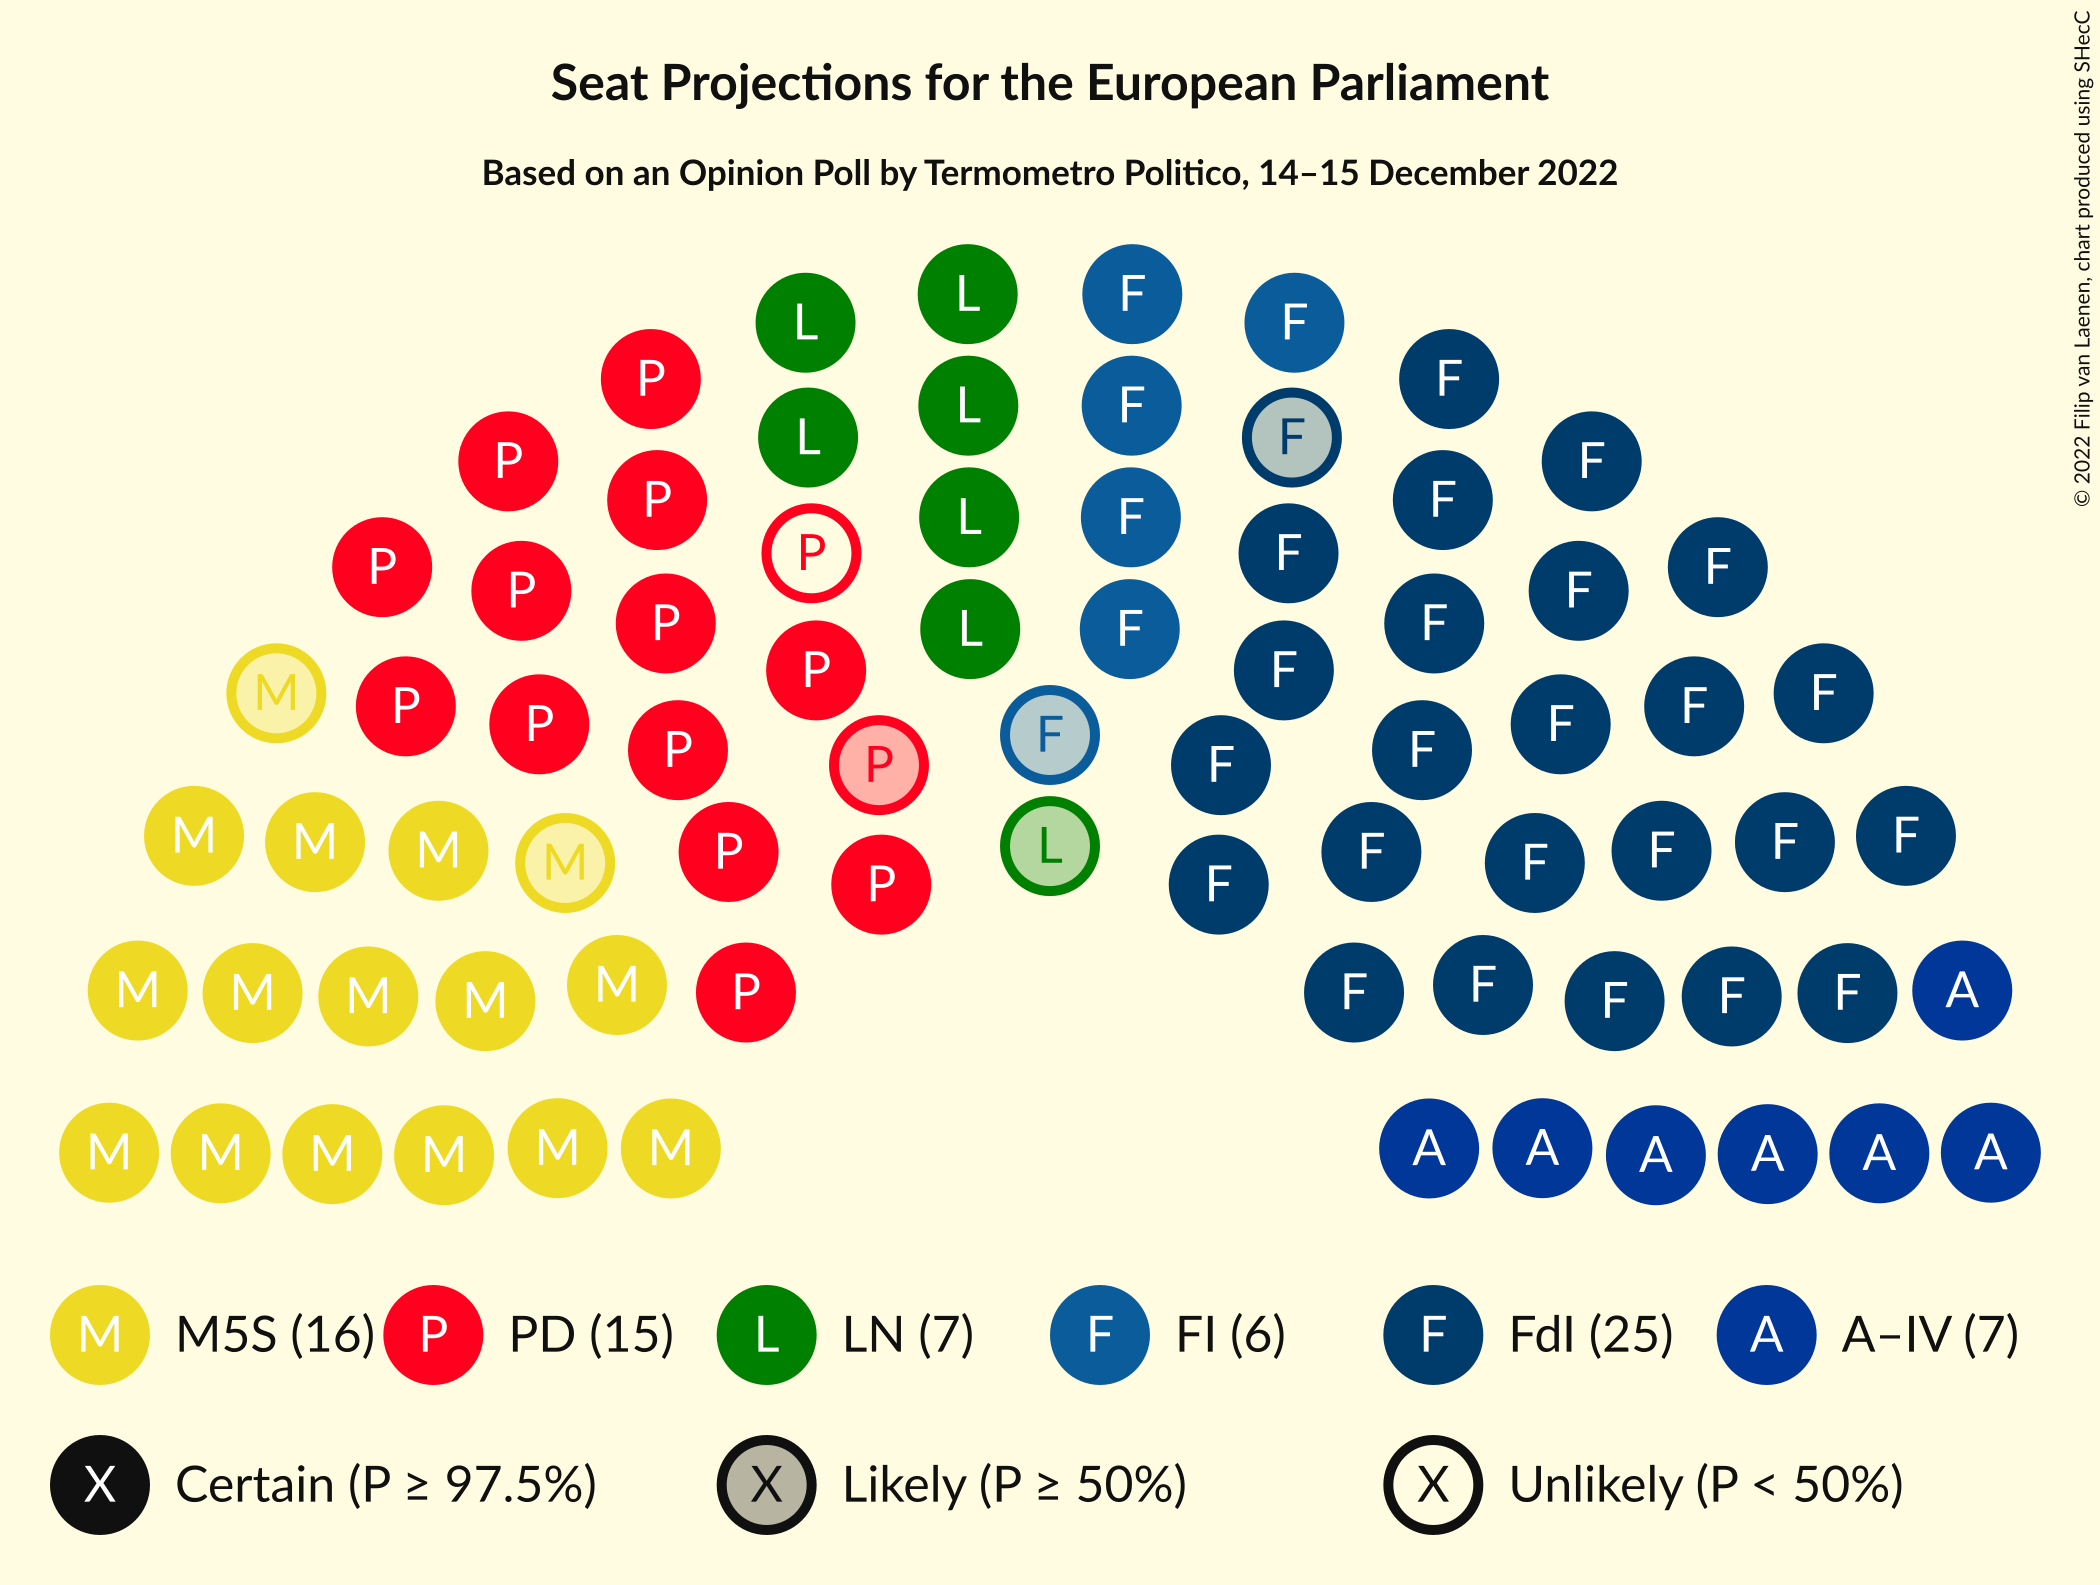 Seat Projections for the European Parliament
Based on an Opinion Poll by Termometro Politico, 14–15 December 2022
© 2022 Filip van Laenen, chart produced using SHecC
L L F F
P L L F F P
P P L F F F
P P P P L F F F F F
M P P P P P F F F F F F F
M M M M P P L F F F F F F
M M M M M P F F F F F A
M M M M M M A A A A A A
M M5S (16) P PD (15) L LN (7) F FI (6) F FdI (25) A A–IV (7)
X Certain (P ≥ 97.5%) X Likely (P ≥ 50%) X Unlikely (P < 50%)